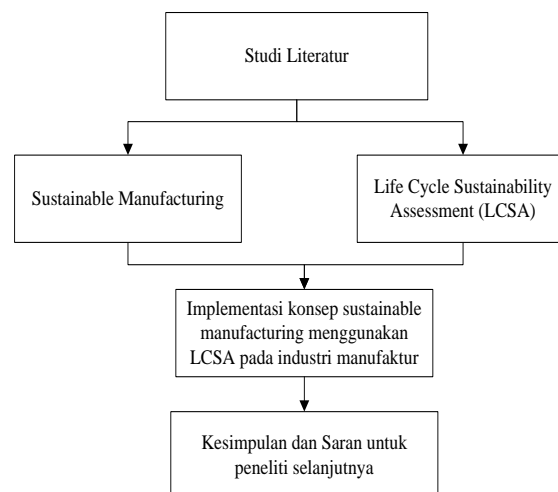 Studi Literatur
Sustainable Manufacturing
Life Cycle Sustainability
Assessment (LCSA)
Implementasi konsep sustainable
manufacturing menggunakan
LCSA pada industri manufaktur
Kesimpulan dan Saran untuk
peneliti selanjutnya